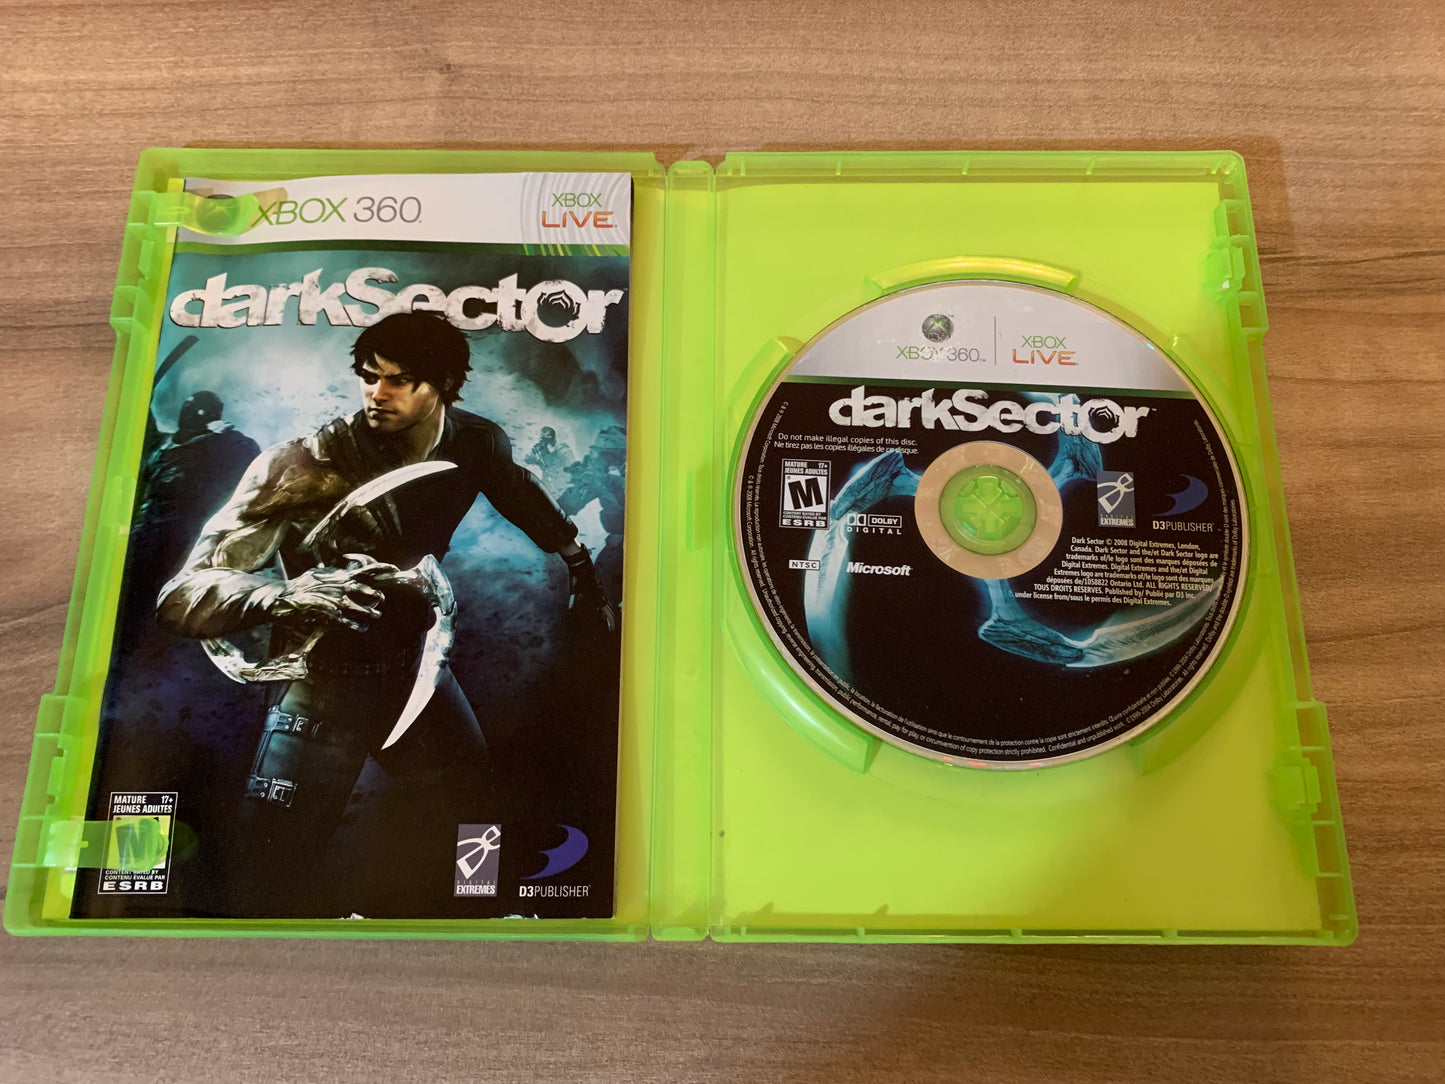 XBOX 360
XBOX
LIVE
darkSector
MATURE 17+
JEUNES ADULTES
M
CONTENT RATED BY
CONTENU ÉVALUÉ PAR
ESRB
DIGITAL
EXTREMES
D3PUBLISHER
XBOX 360
XBOX
LIVE
darkSector
Do not make illegal copies of this disc.
Ne tirez pas les copies illégales de ce disque.
MATURE 17+
JEUNES ADULTES
M
CONTENT RATED BY
CONTENU ÉVALUÉ PAR
ESRB
DOLBY
DIGITAL
NTSC
Microsoft
DIGITAL
EXTREMES
D3PUBLISHER
Dark Sector © 2008 Digital Extremes, London,
Canada. Dark Sector and the/et Dark Sector logo are
trademarks of/le logo sont des marques déposées de
Digital Extremes. Digital Extremes and the/et Digital
Extremes logo are trademarks of/le logo sont des marques
déposées de/1058822 Ontario Ltd. ALL RIGHTS RESERVED/
TOUS DROITS RESERVES. Published by/ Publié par D3 Inc.
under license from/sous le permis des Digital Extremes.